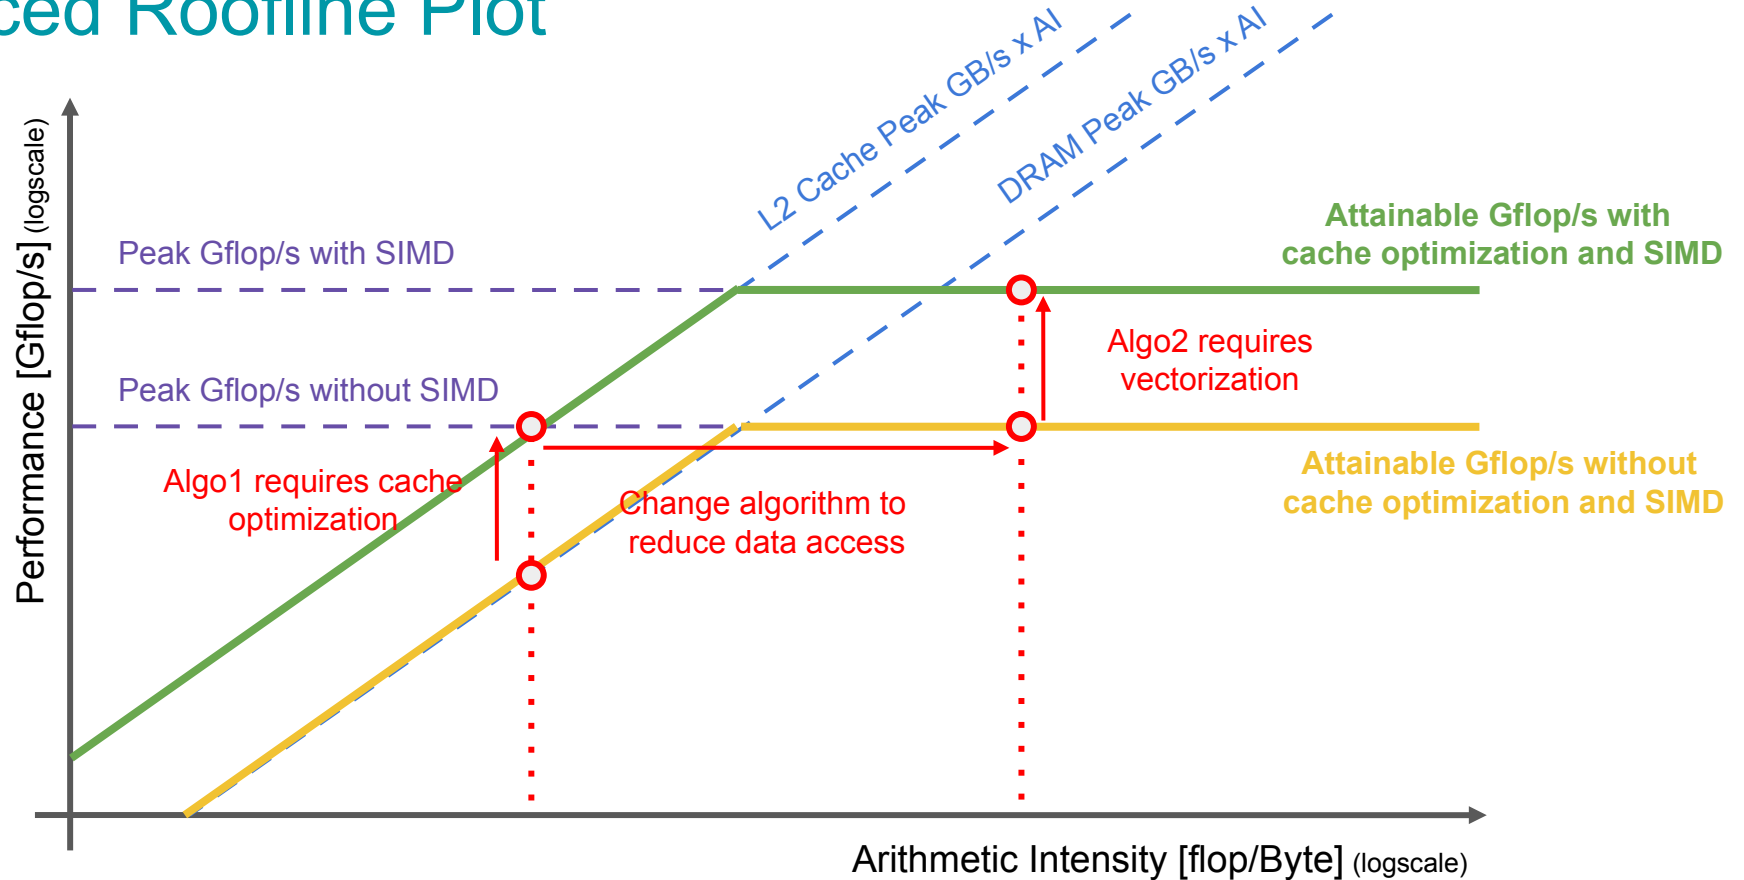 Roofline Plot
L2 Cache Peak GB/s x AI
DRAM Peak GB/s x AI
Performance [Gflop/s] (logscale)
Peak Gflop/s with SIMD
Attainable Gflop/s with
cache optimization and SIMD
Peak Gflop/s without SIMD
Algo2 requires
vectorization
Algo1 requires cache
optimization
Change algorithm to
reduce data access
Attainable Gflop/s without
cache optimization and SIMD
Arithmetic Intensity [flop/Byte] (logscale)